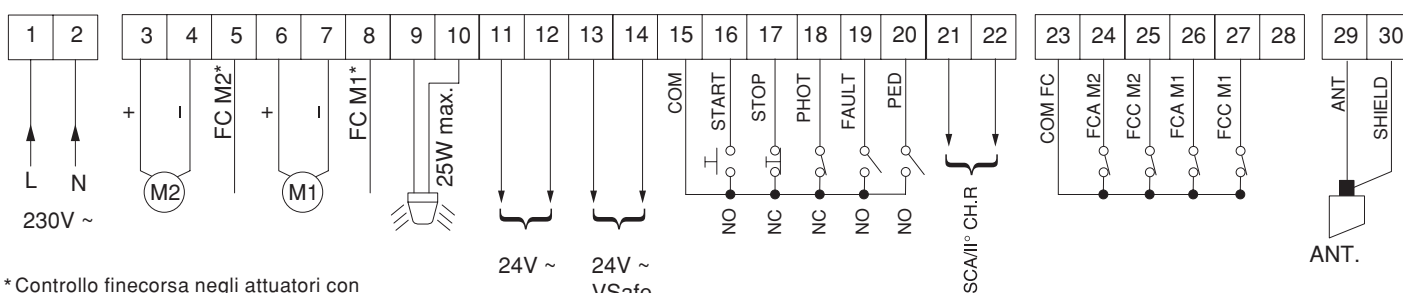 1 2 3 4 5 6 7 8 9 10 11 12 13 14 15 16 17 18 19 20 21 22 23 24 25 26 27 28 29 30
+ – FC M2* + – FC M1* 25W max. COM START STOP PHOT FAULT PED COM FC FCA M2 FCC M2 FCA M1 FCC M1 ANT SHIELD
L N M2 M1
230V ~
NO NC NC NO NO
SCA/II° CH.R
ANT.
24V ~ 24V ~
VSafe
* Controllo finecorsa negli attuatori con